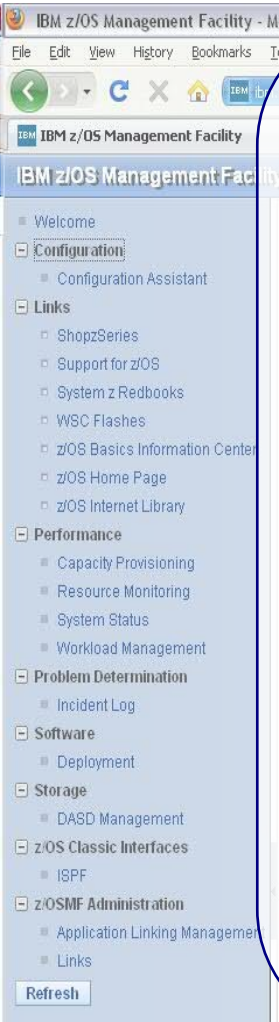 IBM z/OS Management Facility - M
File Edit View History Bookmarks
IBM
IBM z/OS Management Facility
IBM z/OS Management Facility
Welcome
Configuration
Configuration Assistant
Links
ShopzSeries
Support for z/OS
System z Redbooks
WSC Flashes
z/OS Basics Information Center
z/OS Home Page
z/OS Internet Library
Performance
Capacity Provisioning
Resource Monitoring
System Status
Workload Management
Problem Determination
Incident Log
Software
Deployment
Storage
DASD Management
z/OS Classic Interfaces
ISPF
z/OSMF Administration
Application Linking Management
Links
Refresh